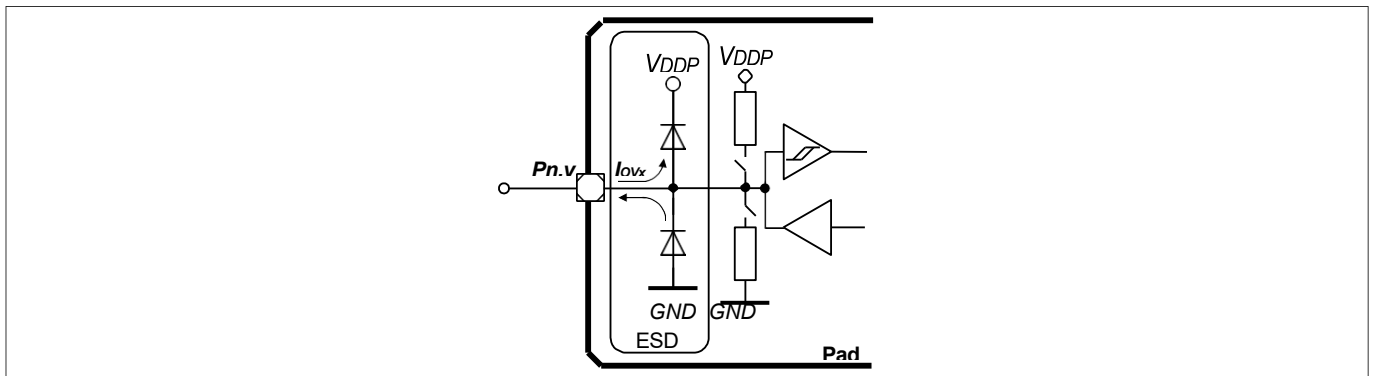 VDDP
VDDP
Pn.y IOVx
GND GND
ESD
Pad